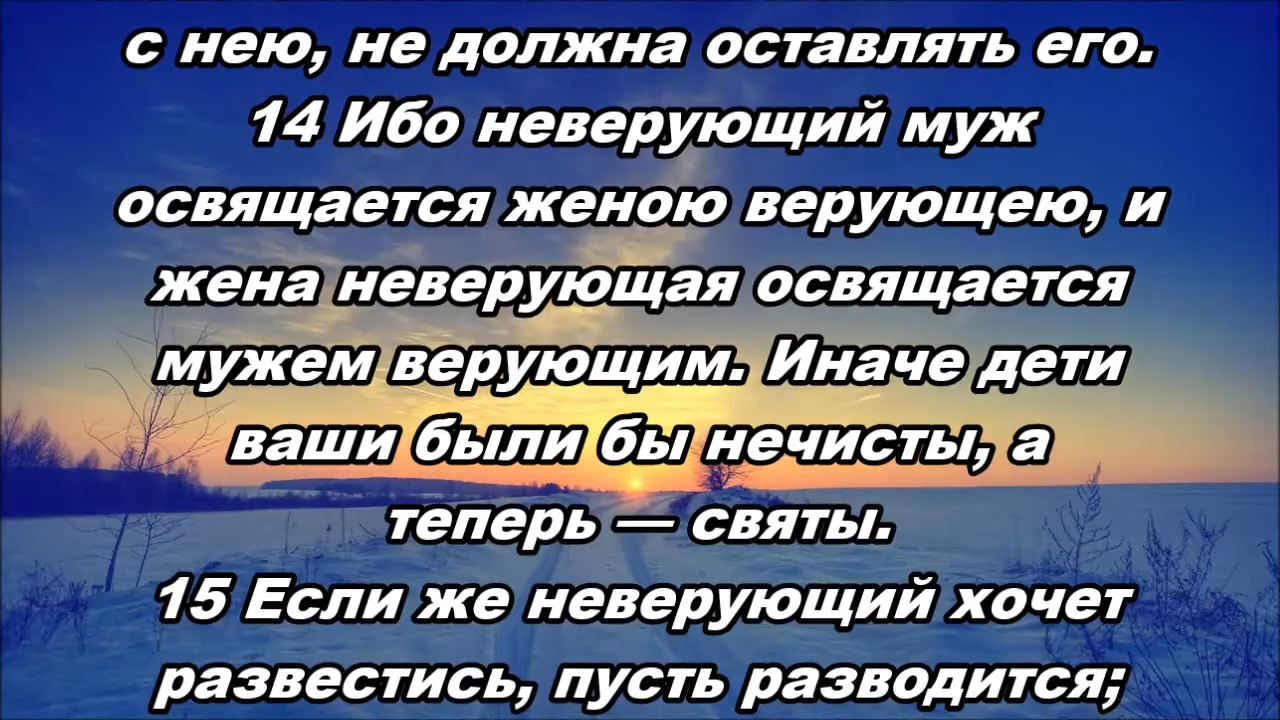 с нею, не должна оставлять его.
14 Ибо неверующий муж
освящается женою верующею, и
жена неверующая освящается
мужем верующим. Иначе дети
ваши были бы нечисты, а
теперь — святы.
15 Если же неверующий хочет
развестись, пусть разводится;